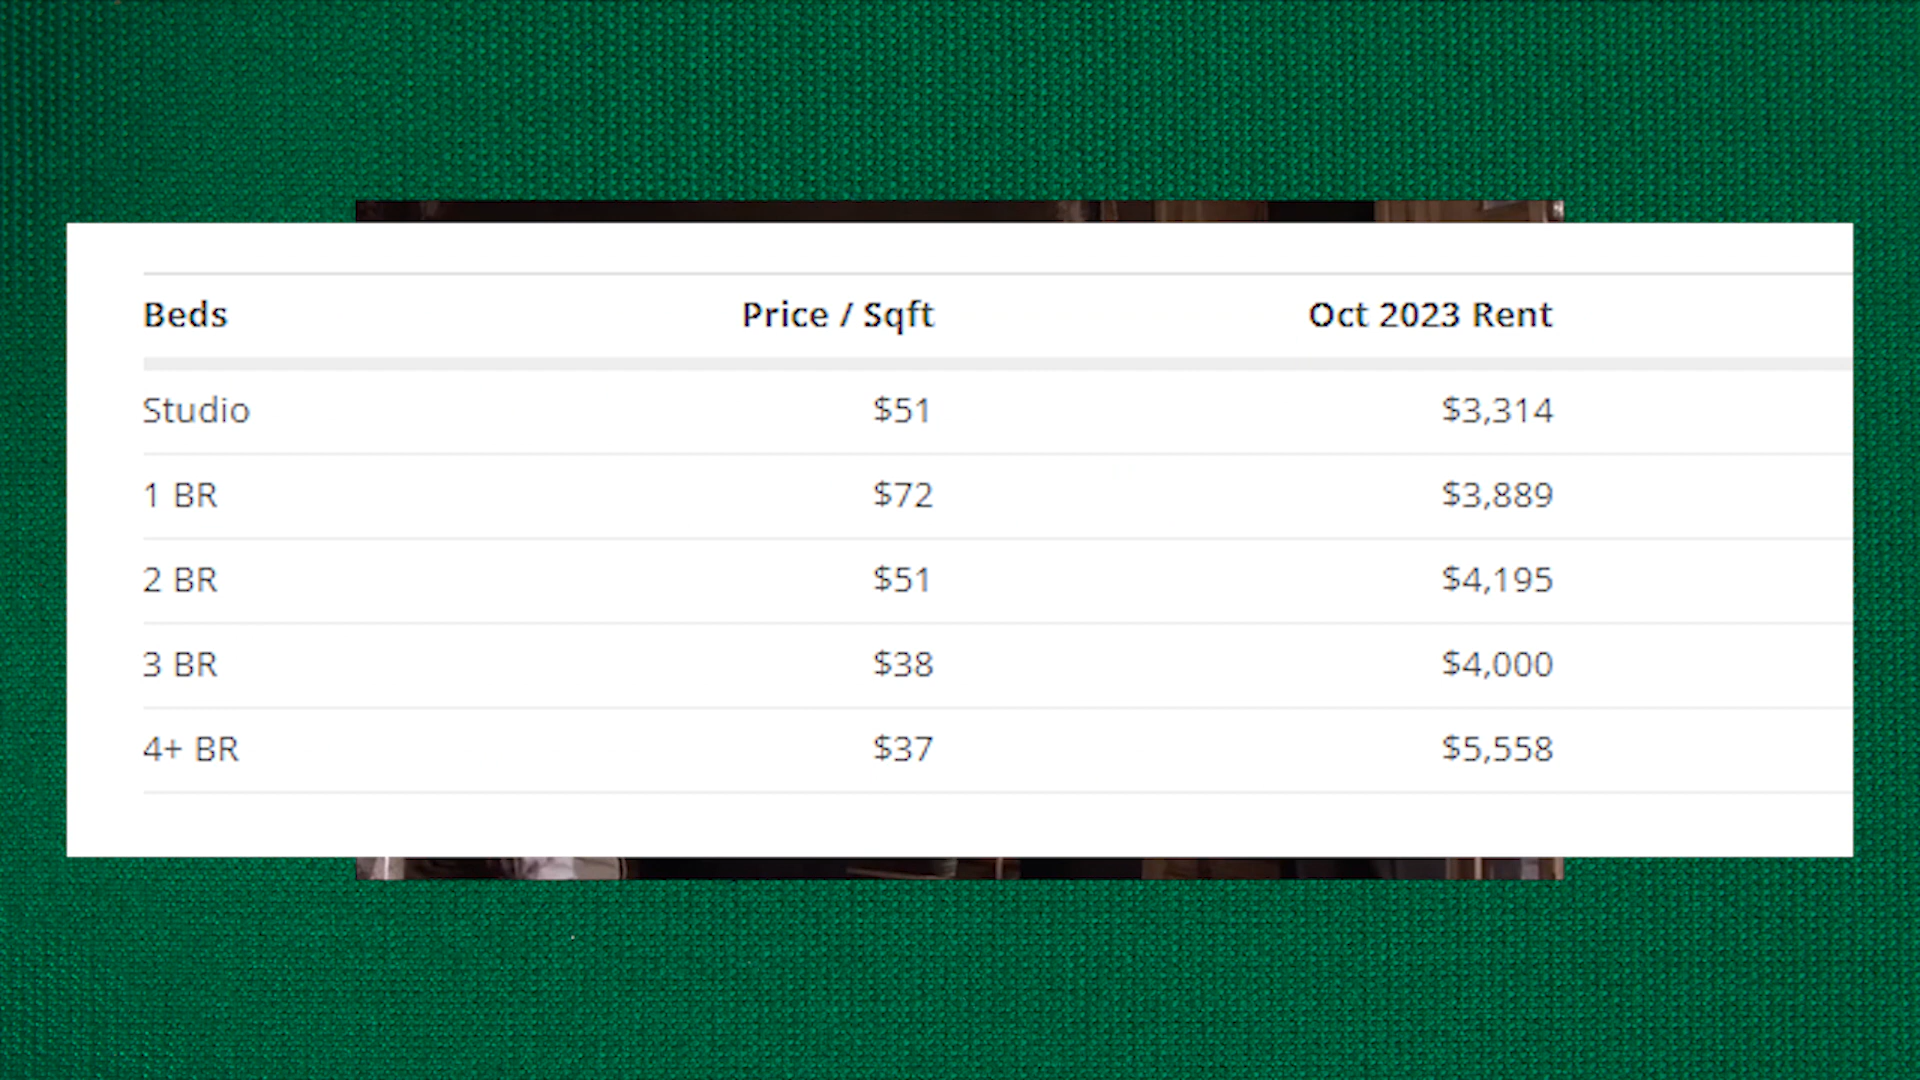 Beds Price / Sqft Oct 2023 Rent
Studio $51 $3,314
1 BR $72 $3,889
2 BR $51 $4,195
3 BR $38 $4,000
4+ BR $37 $5,558